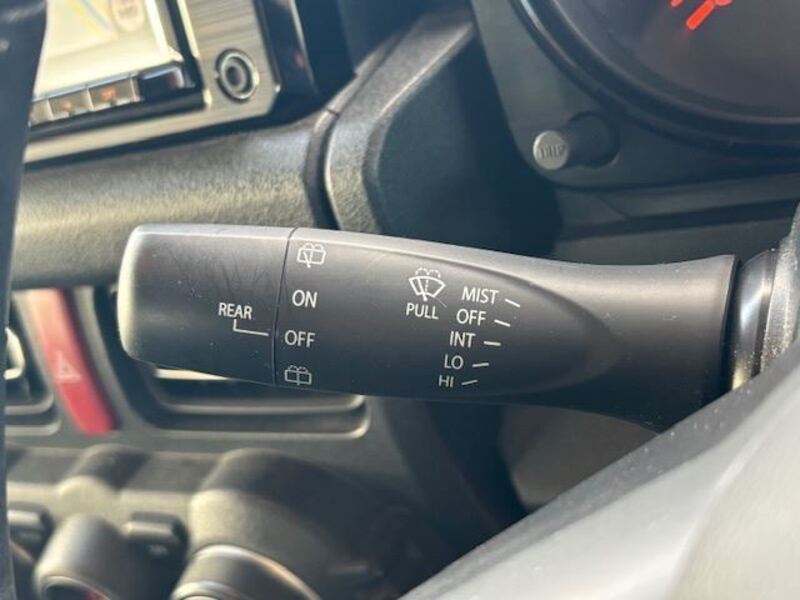 REAR
ON
OFF
PULL
MIST
OFF
INT
LO
HI